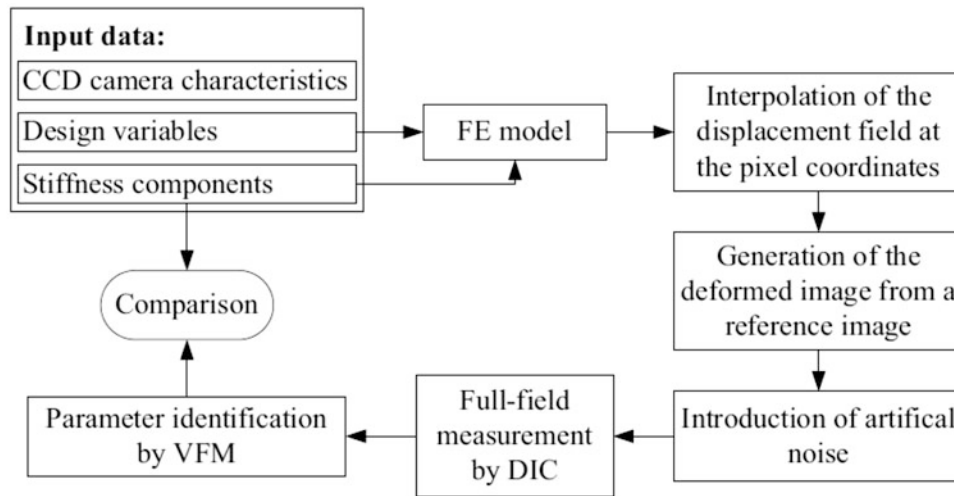 Input data:
CCD camera characteristics
Design variables
Stiffness components
FE model
Interpolation of the
displacement field at
the pixel coordinates
Generation of the
deformed image from a
reference image
Introduction of artifical
noise
Full-field
measurement
by DIC
Parameter identification
by VFM
Comparison